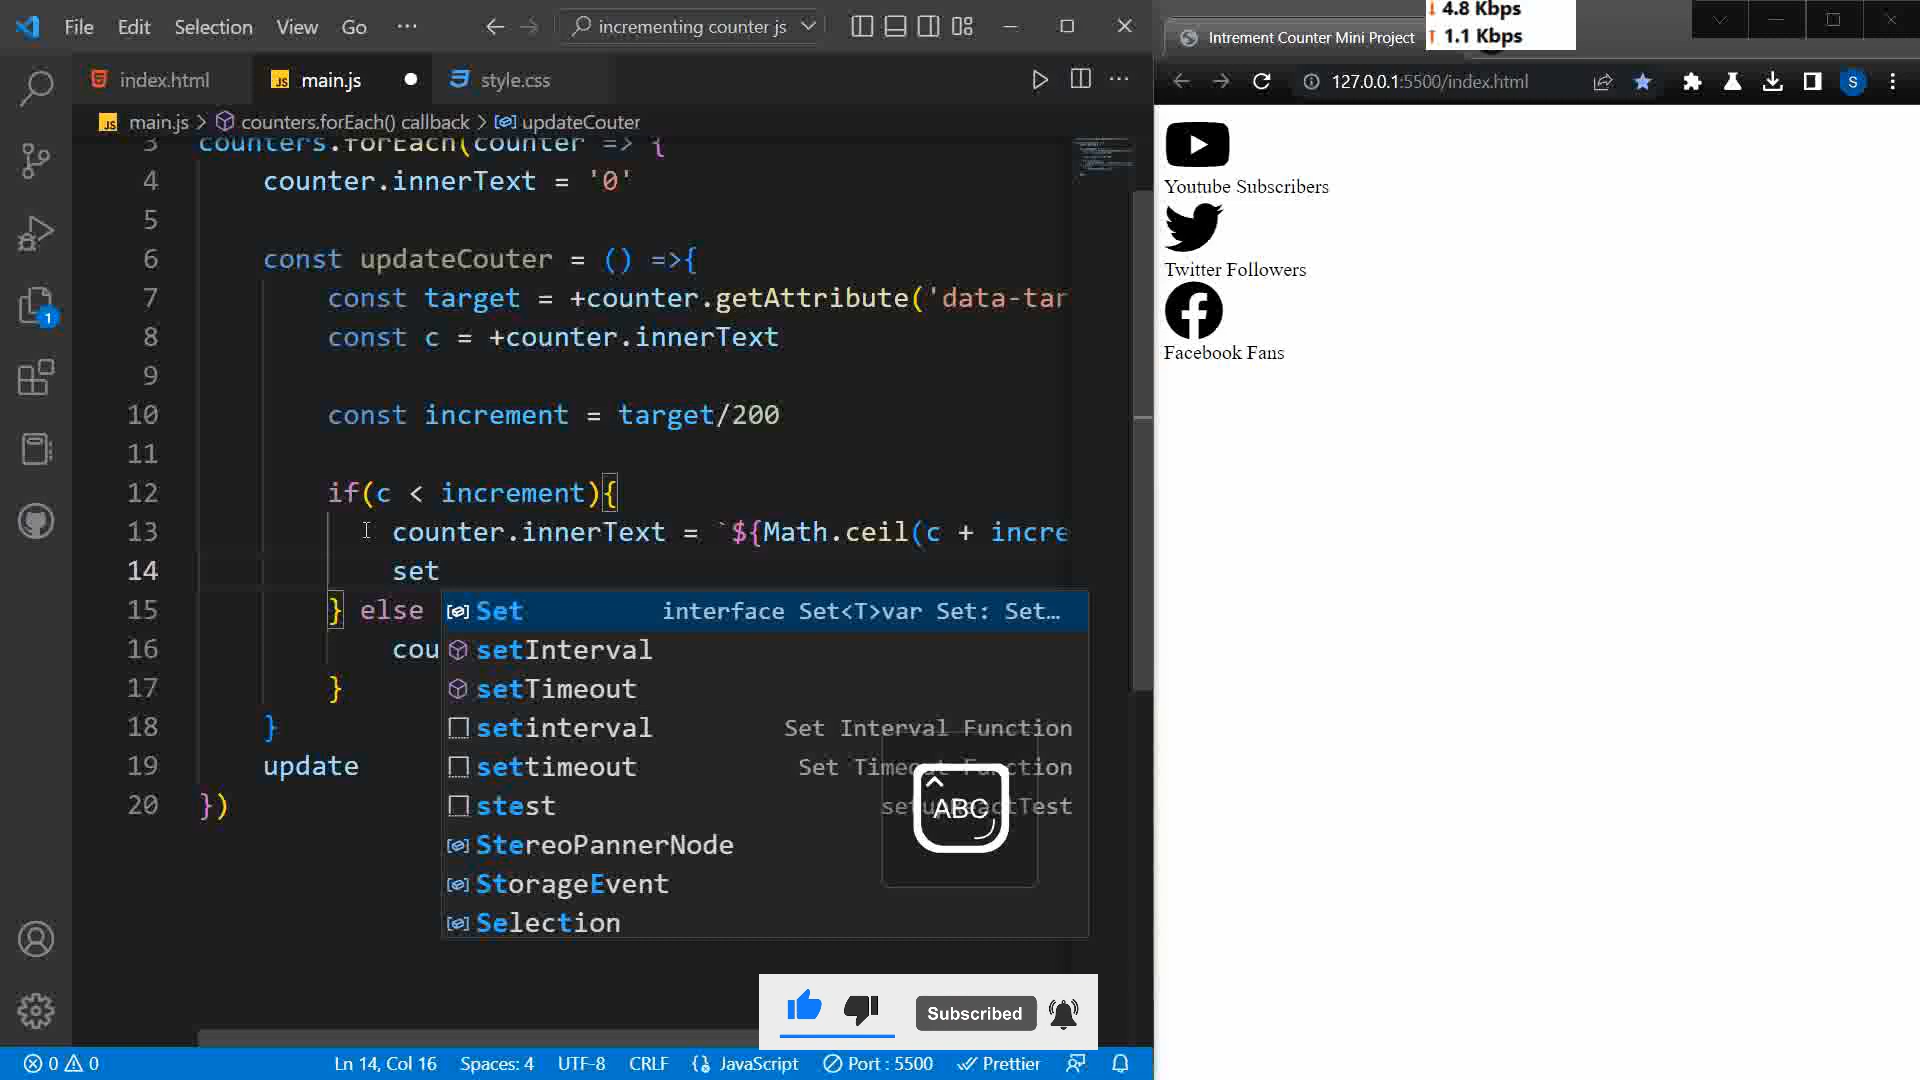 File Edit Selection View Go ···
incrementing counter js
index.html
main.js
style.css
main.js > counters.forEach() callback > updateCouter
3 counters.forEach(counter => {
4 counter.innerText = '0'
5
6 const updateCouter = () =>{
7 const target = +counter.getAttribute('data-tar
8 const c = +counter.innerText
9
10 const increment = target/200
11
12 if(c < increment){
13 counter.innerText = `${Math.ceil(c + incre
14 set
15 } else
16 cou
17 }
18 }
19 update
20 })
Set interface Set<T>var Set: Set…
setInterval
setTimeout
setinterval Set Interval Function
settimeout Set Timeout Function
stest
StereoPannerNode
StorageEvent
Selection
ABC
1
Subscribed
0 0
Ln 14, Col 16 Spaces: 4 UTF-8 CRLF JavaScript Port : 5500 Prettier
4.8 Kbps
1.1 Kbps
Intrement Counter Mini Project
127.0.0.1:5500/index.html
S
Youtube Subscribers
Twitter Followers
Facebook Fans